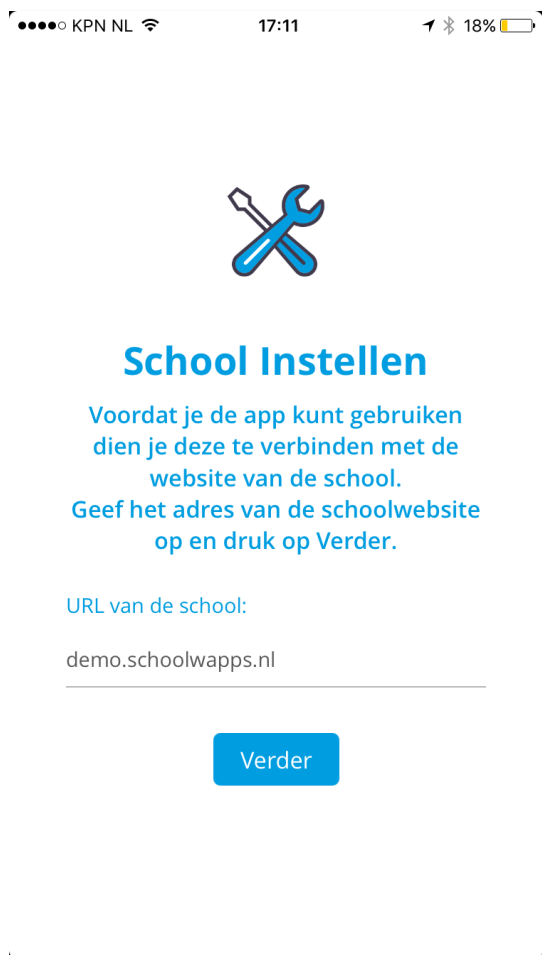 KPN NL 17:11 18%
School Instellen
Voordat je de app kunt gebruiken
dien je deze te verbinden met de
website van de school.
Geef het adres van de schoolwebsite
op en druk op Verder.
URL van de school:
demo.schoolwapps.nl
Verder